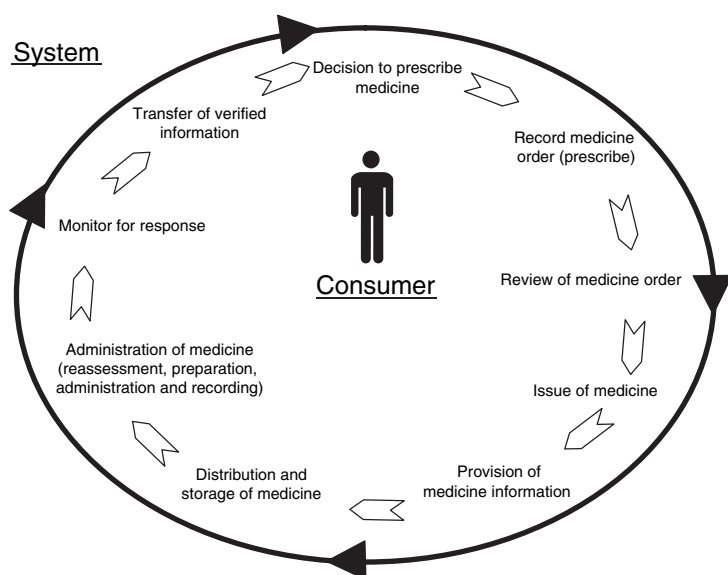 System
Decision to prescribe
medicine
Record medicine
order (prescribe)
Review of medicine order
Issue of medicine
Provision of
medicine information
Distribution and
storage of medicine
Administration of medicine
(reassessment, preparation,
administration and recording)
Monitor for response
Transfer of verified
information
Consumer